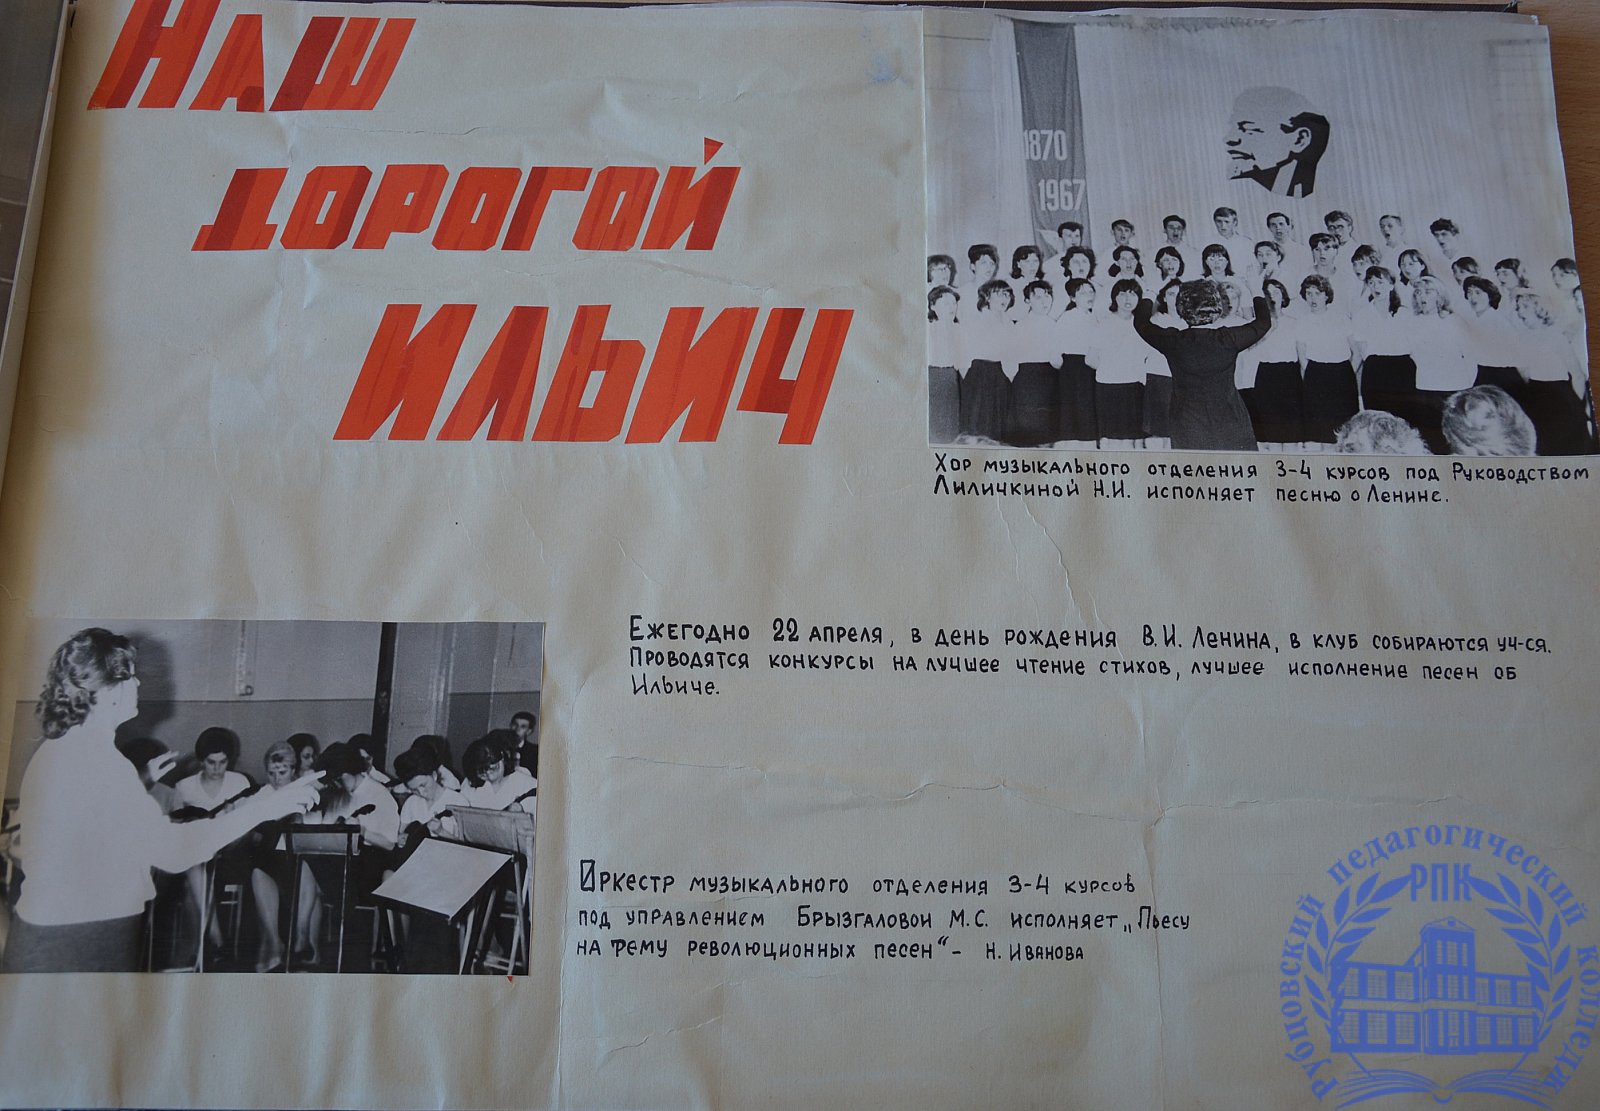 Наш
дорогой
Ильич
1870
1967
Хор музыкального отделения 3-4 курсов под Руководством
Лиличкиной Н.И. исполняет песню о Ленине.
Ежегодно 22 апреля, в день рождения В.И. Ленина, в клуб собираются уч-ся.
Проводятся конкурсы на лучшее чтение стихов, лучшее исполнение песен об
Ильиче.
Оркестр музыкального отделения 3-4 курсов
под управлением Брызгаловой М.С. исполняет „Пьесу
на тему революционных песен“ - Н. Иванова
Рубцовский педагогический колледж
РПК